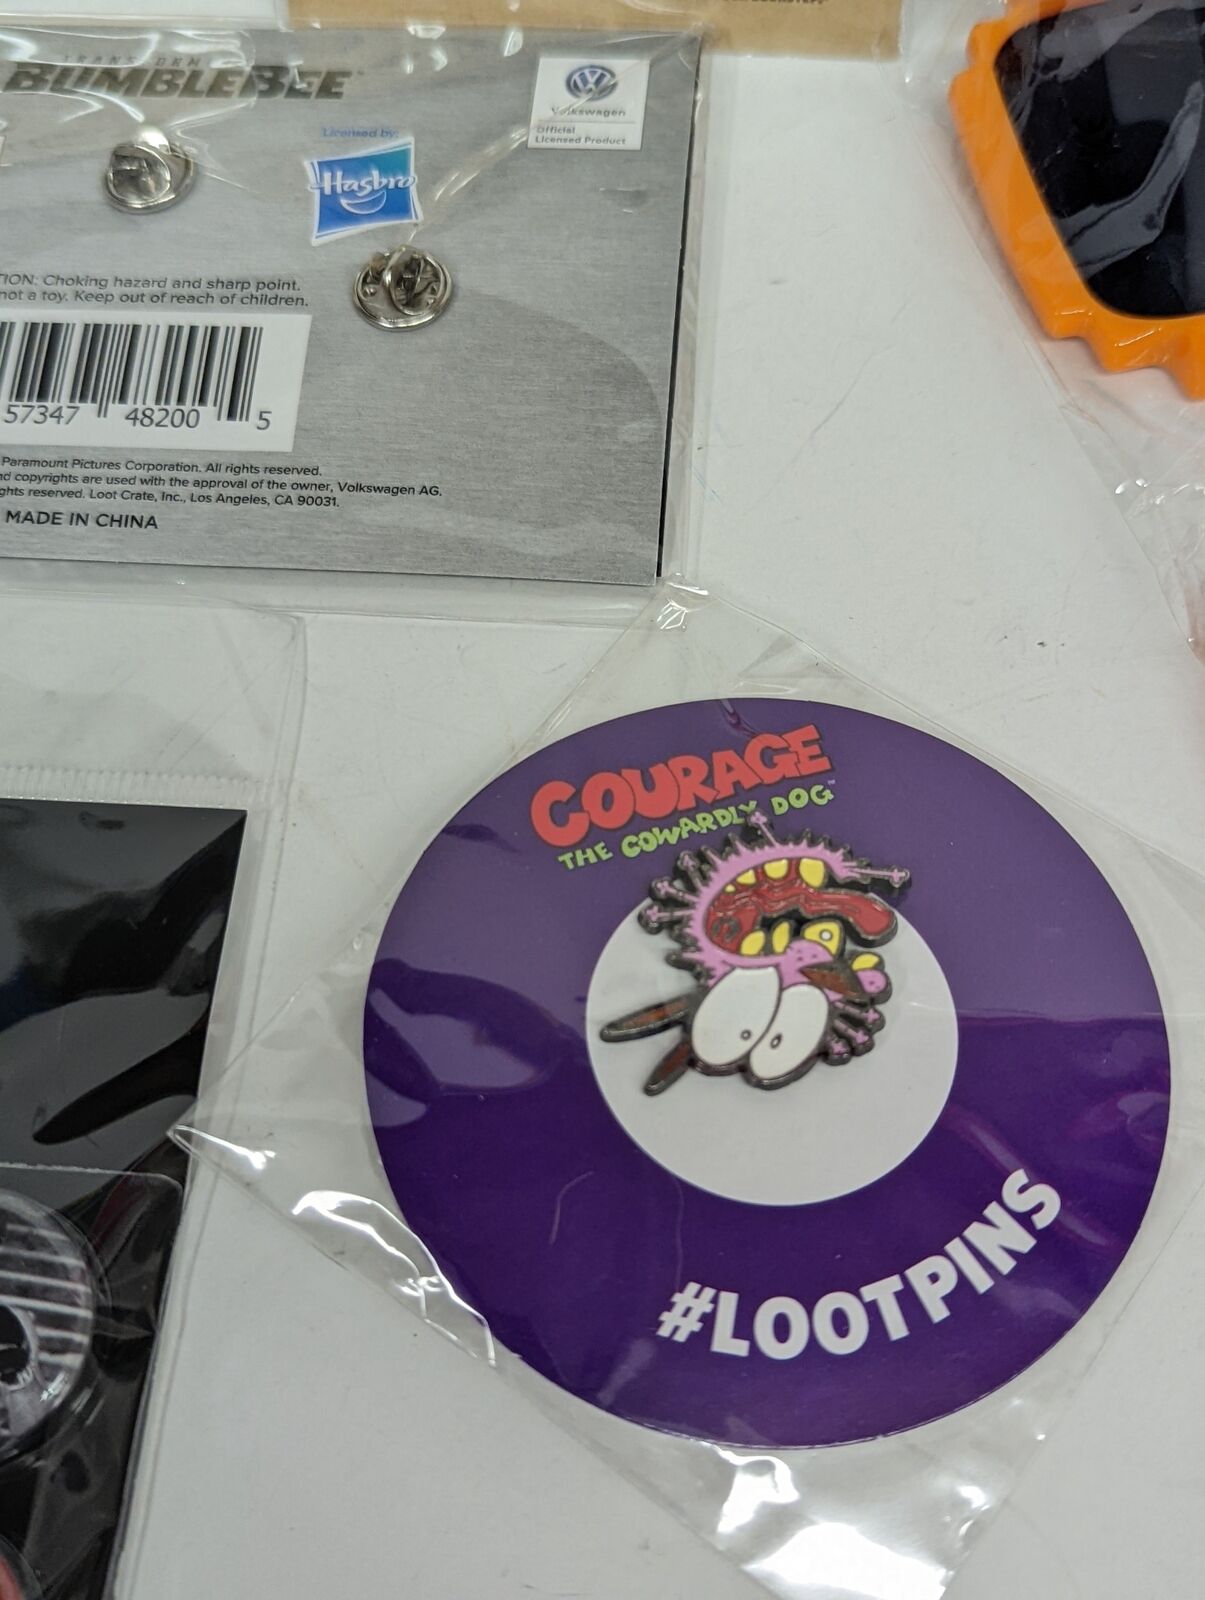 BUMBLEBEE
Volkswagen
Official
Licensed Product
Licensed by:
Hasbro
TION: Choking hazard and sharp point.
not a toy. Keep out of reach of children.
57347 48200 5
Paramount Pictures Corporation. All rights reserved.
nd copyrights are used with the approval of the owner, Volkswagen AG.
ghts reserved. Loot Crate, Inc., Los Angeles, CA 90031.
MADE IN CHINA
COURAGE
THE COWARDLY DOG™
#LOOTPINS